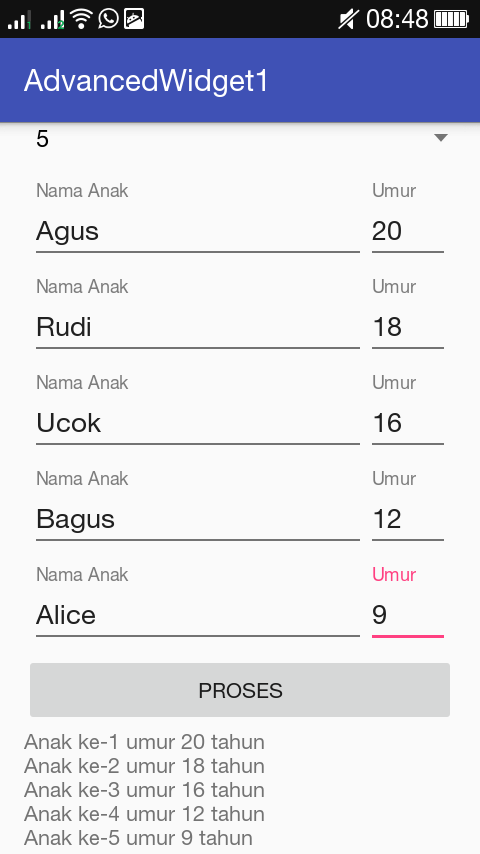 1 2 08:48
AdvancedWidget1
5
Nama Anak Umur
Agus 20
Nama Anak Umur
Rudi 18
Nama Anak Umur
Ucok 16
Nama Anak Umur
Bagus 12
Nama Anak Umur
Alice 9
PROSES
Anak ke-1 umur 20 tahun
Anak ke-2 umur 18 tahun
Anak ke-3 umur 16 tahun
Anak ke-4 umur 12 tahun
Anak ke-5 umur 9 tahun